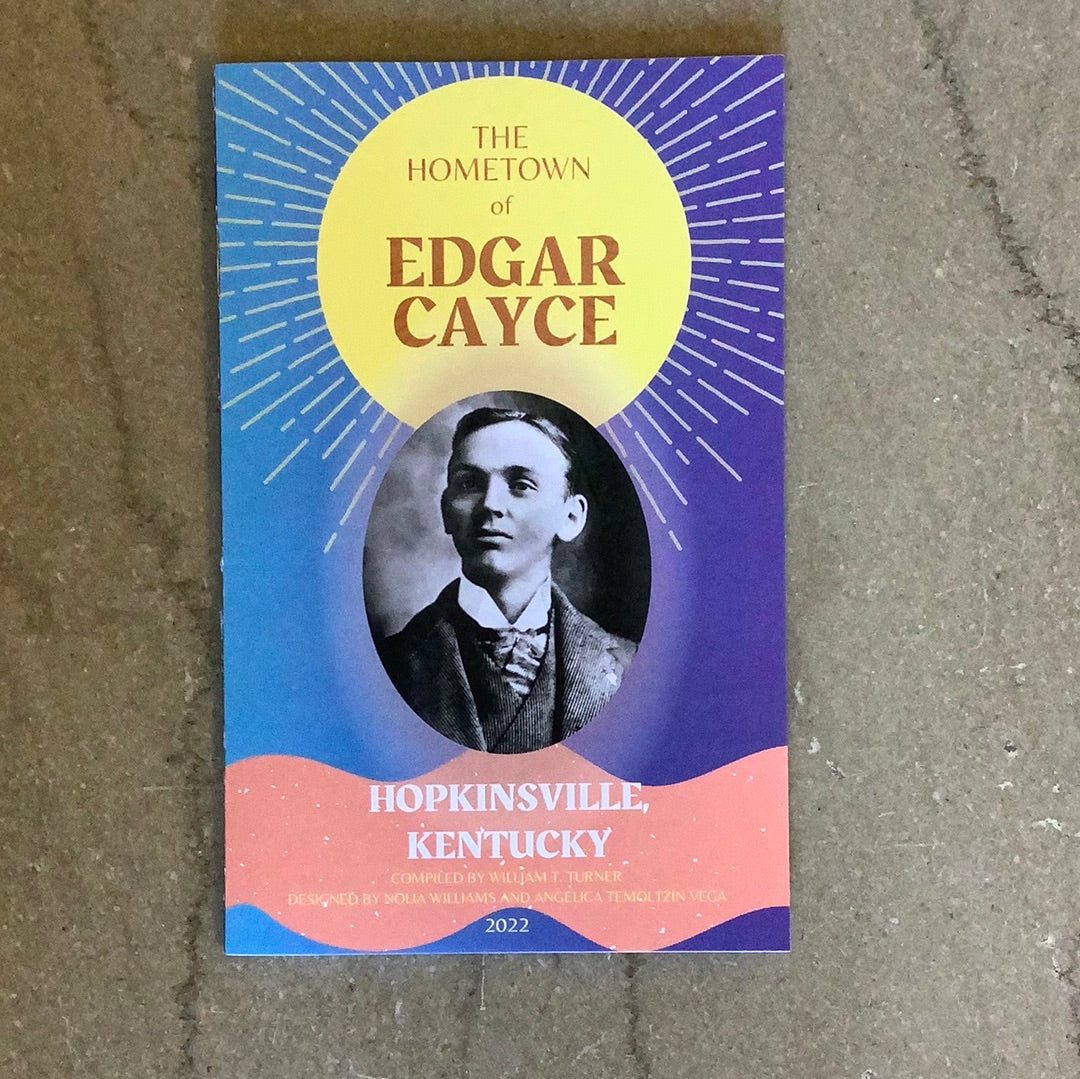 THE
HOMETOWN
of
EDGAR
CAYCE
HOPKINSVILLE,
KENTUCKY
COMPILED BY WILLIAM T. TURNER
DESIGNED BY NOLIA WILLIAMS AND ANGELICA TEMOLTZIN VEGA
2022